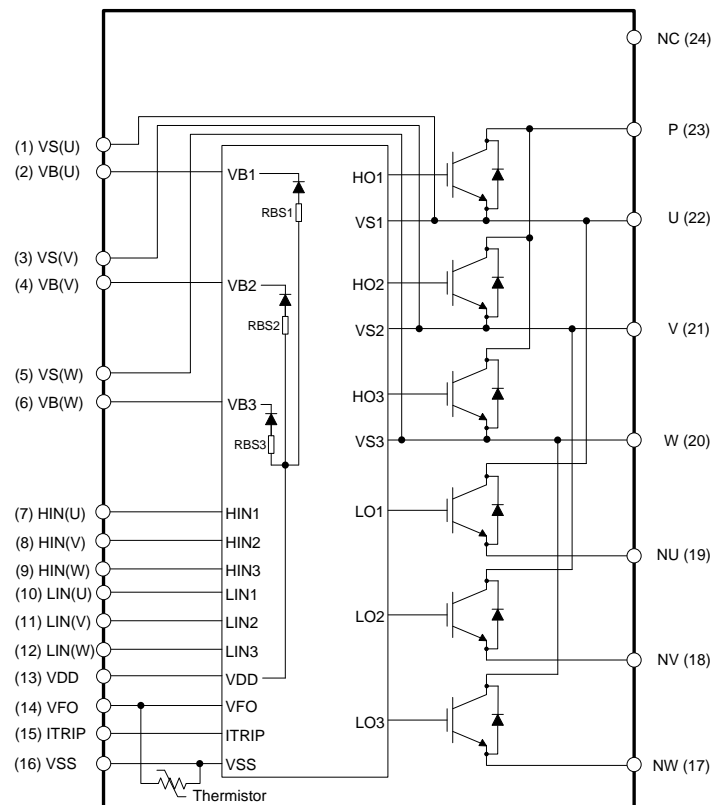 NC (24)
P (23)
U (22)
V (21)
W (20)
NU (19)
NV (18)
NW (17)
(1) VS(U)
(2) VB(U)
(3) VS(V)
(4) VB(V)
(5) VS(W)
(6) VB(W)
(7) HIN(U)
(8) HIN(V)
(9) HIN(W)
(10) LIN(U)
(11) LIN(V)
(12) LIN(W)
(13) VDD
(14) VFO
(15) ITRIP
(16) VSS
VB1
RBS1
VB2
RBS2
VB3
RBS3
HIN1
HIN2
HIN3
LIN1
LIN2
LIN3
VDD
VFO
ITRIP
VSS
Thermistor
HO1
VS1
HO2
VS2
HO3
VS3
LO1
LO2
LO3